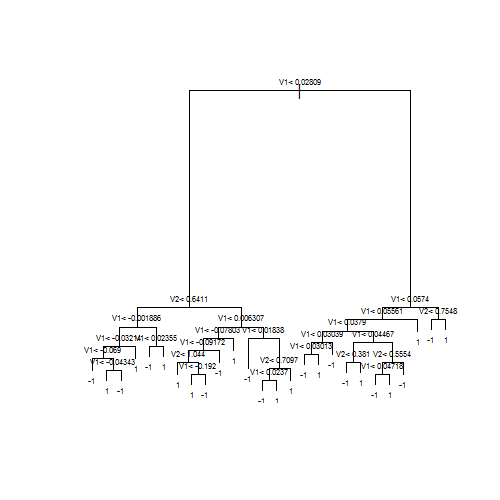 V1< 0.02809
V2< 0.6411
V1< 0.0574
V1< -0.001886
V1< 0.006307
V1< 0.05561
V2< 0.7548
V1< -0.03214
V1< 0.02355
V1< -0.07803
V1< 0.01838
V1< 0.0379
V1< -0.069
V1< -0.09172
V1< 0.03039
V1< 0.04467
1
-1
1
V1< -0.04343
1
-1
1
V2< 1.044
1
V2< 0.7097
V1< 0.03013
1
V2< 0.381
V2< 0.5554
-1
1
-1
1
V1< -0.192
1
-1
V1< 0.0237
1
1
-1
-1
1
V1< 0.04718
1
1
-1
-1
1
-1
1
-1
1